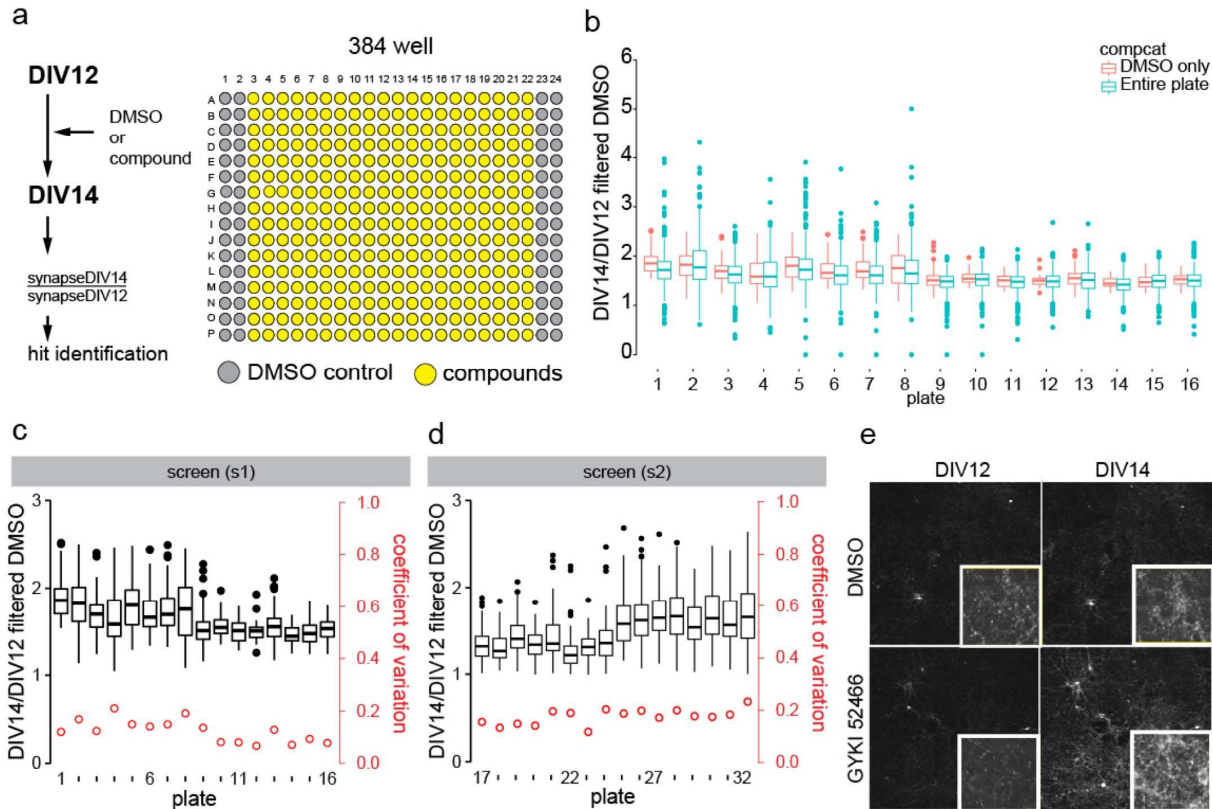 a
384 well
DIV12
DMSO
or
compound
DIV14
synapseDIV14
synapseDIV12
hit identification
1 2 3 4 5 6 7 8 9 10 11 12 13 14 15 16 17 18 19 20 21 22 23 24
A
B
C
D
E
F
G
H
I
J
K
L
M
N
O
P
DMSO control
compounds
b
DIV14/DIV12 filtered DMSO
6
5
4
3
2
1
0
compcat
DMSO only
Entire plate
1 2 3 4 5 6 7 8 9 10 11 12 13 14 15 16
plate
c
screen (s1)
DIV14/DIV12 filtered DMSO
3
2
1
0
1 6 11 16
plate
1.0
0.8
0.6
0.4
0.2
0.0
coefficient of variation
d
screen (s2)
DIV14/DIV12 filtered DMSO
3
2
1
0
17 22 27 32
plate
1.0
0.8
0.6
0.4
0.2
0.0
coefficient of variation
e
DIV12 DIV14
DMSO
GYKI 52466